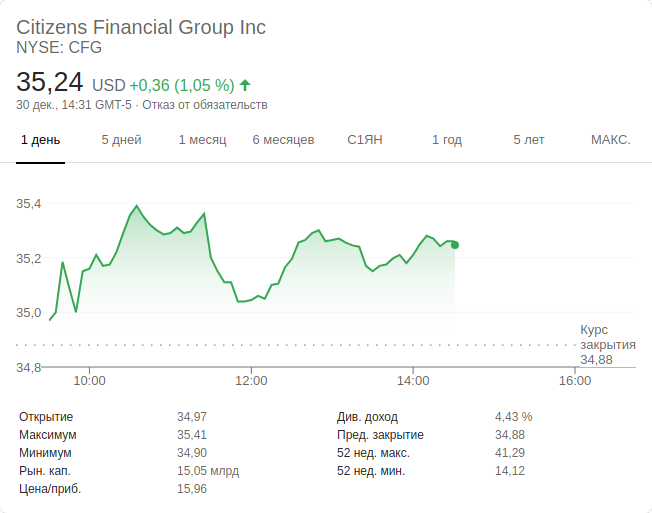 Citizens Financial Group Inc
NYSE: CFG
35,24 USD +0,36 (1,05 %)
30 дек., 14:31 GMT-5 · Отказ от обязательств
1 день 5 дней 1 месяц 6 месяцев С1ЯН 1 год 5 лет МАКС.
35,4
35,2
35,0
Курс
закрытия
34,88
34,8
10:00 12:00 14:00 16:00
Открытие 34,97 Див. доход 4,43 %
Максимум 35,41 Пред. закрытие 34,88
Минимум 34,90 52 нед. макс. 41,29
Рын. кап. 15,05 млрд 52 нед. мин. 14,12
Цена/приб. 15,96